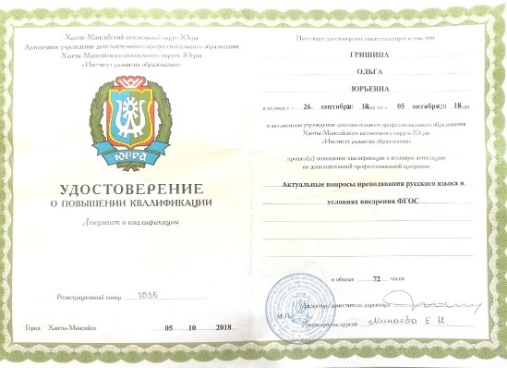 Ханты-Мансийский автономный округ-Югра
Автономное учреждение дополнительного профессионального образования
Ханты-Мансийского автономного округа-Югры
«Институт развития образования»
ЮГРА
УДОСТОВЕРЕНИЕ
О ПОВЫШЕНИИ КВАЛИФИКАЦИИ
Документ о квалификации
Регистрационный номер 7035
Город Ханты-Мансийск 05 10 2018
Настоящее удостоверение свидетельствует о том, что
ГРИШИНА
ОЛЬГА
ЮРЬЕВНА
в период с « 26 сентября 18 по « 05 октября 18
в автономном учреждении дополнительного профессионального образования
Ханты-Мансийского автономного округа-Югры
«Институт развития образования»
прошел(а) повышение квалификации и итоговую аттестацию
по дополнительной профессиональной программе
Актуальные вопросы преподавания русского языка в
условиях внедрения ФГОС
в объеме 72 часов
М.П.
Директор/заместитель директора
Руководитель курсов Минаева Е И